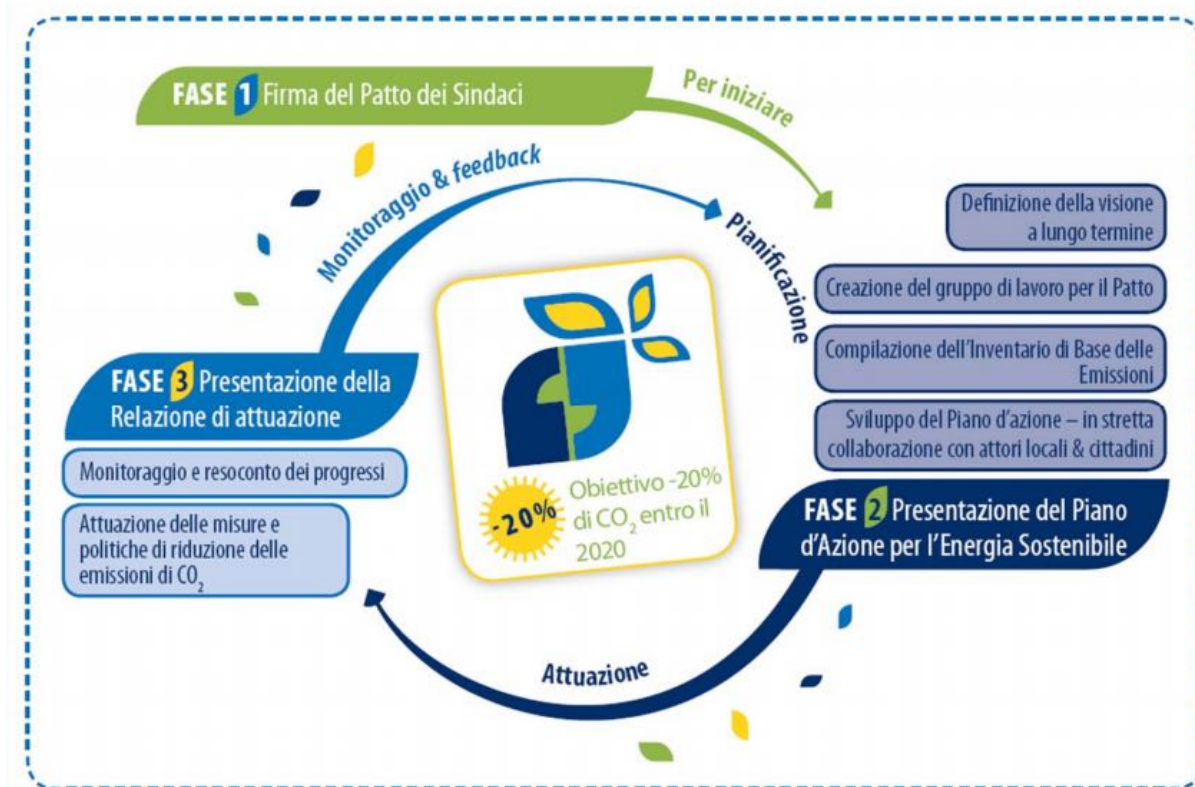 FASE 1 Firma del Patto dei Sindaci
Per iniziare
Monitoraggio & feedback
Pianificazione
Definizione della visione
a lungo termine
Creazione del gruppo di lavoro per il Patto
Compilazione dell'Inventario di Base delle
Emissioni
Sviluppo del Piano d'azione – in stretta
collaborazione con attori locali & cittadini
FASE 2 Presentazione del Piano
d'Azione per l'Energia Sostenibile
Attuazione
FASE 3 Presentazione della
Relazione di attuazione
Monitoraggio e resoconto dei progressi
Attuazione delle misure e
politiche di riduzione delle
emissioni di CO₂
-20%
Obiettivo -20%
di CO₂ entro il
2020